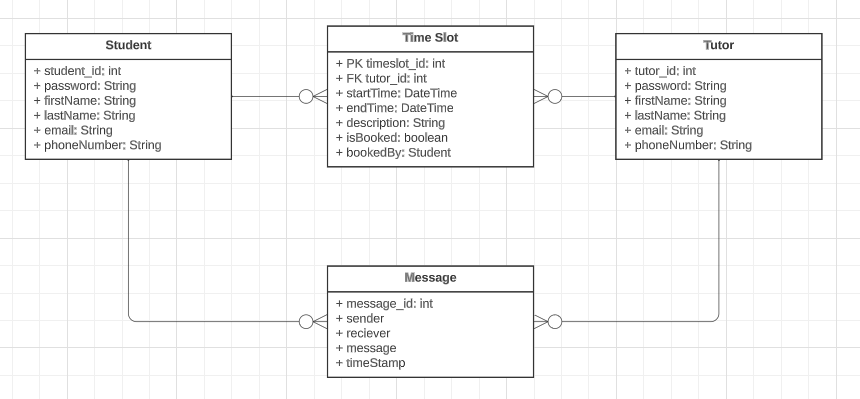 Student
+ student_id: int
+ password: String
+ firstName: String
+ lastName: String
+ email: String
+ phoneNumber: String
Time Slot
+ PK timeslot_id: int
+ FK tutor_id: int
+ startTime: DateTime
+ endTime: DateTime
+ description: String
+ isBooked: boolean
+ bookedBy: Student
Tutor
+ tutor_id: int
+ password: String
+ firstName: String
+ lastName: String
+ email: String
+ phoneNumber: String
Message
+ message_id: int
+ sender
+ reciever
+ message
+ timeStamp